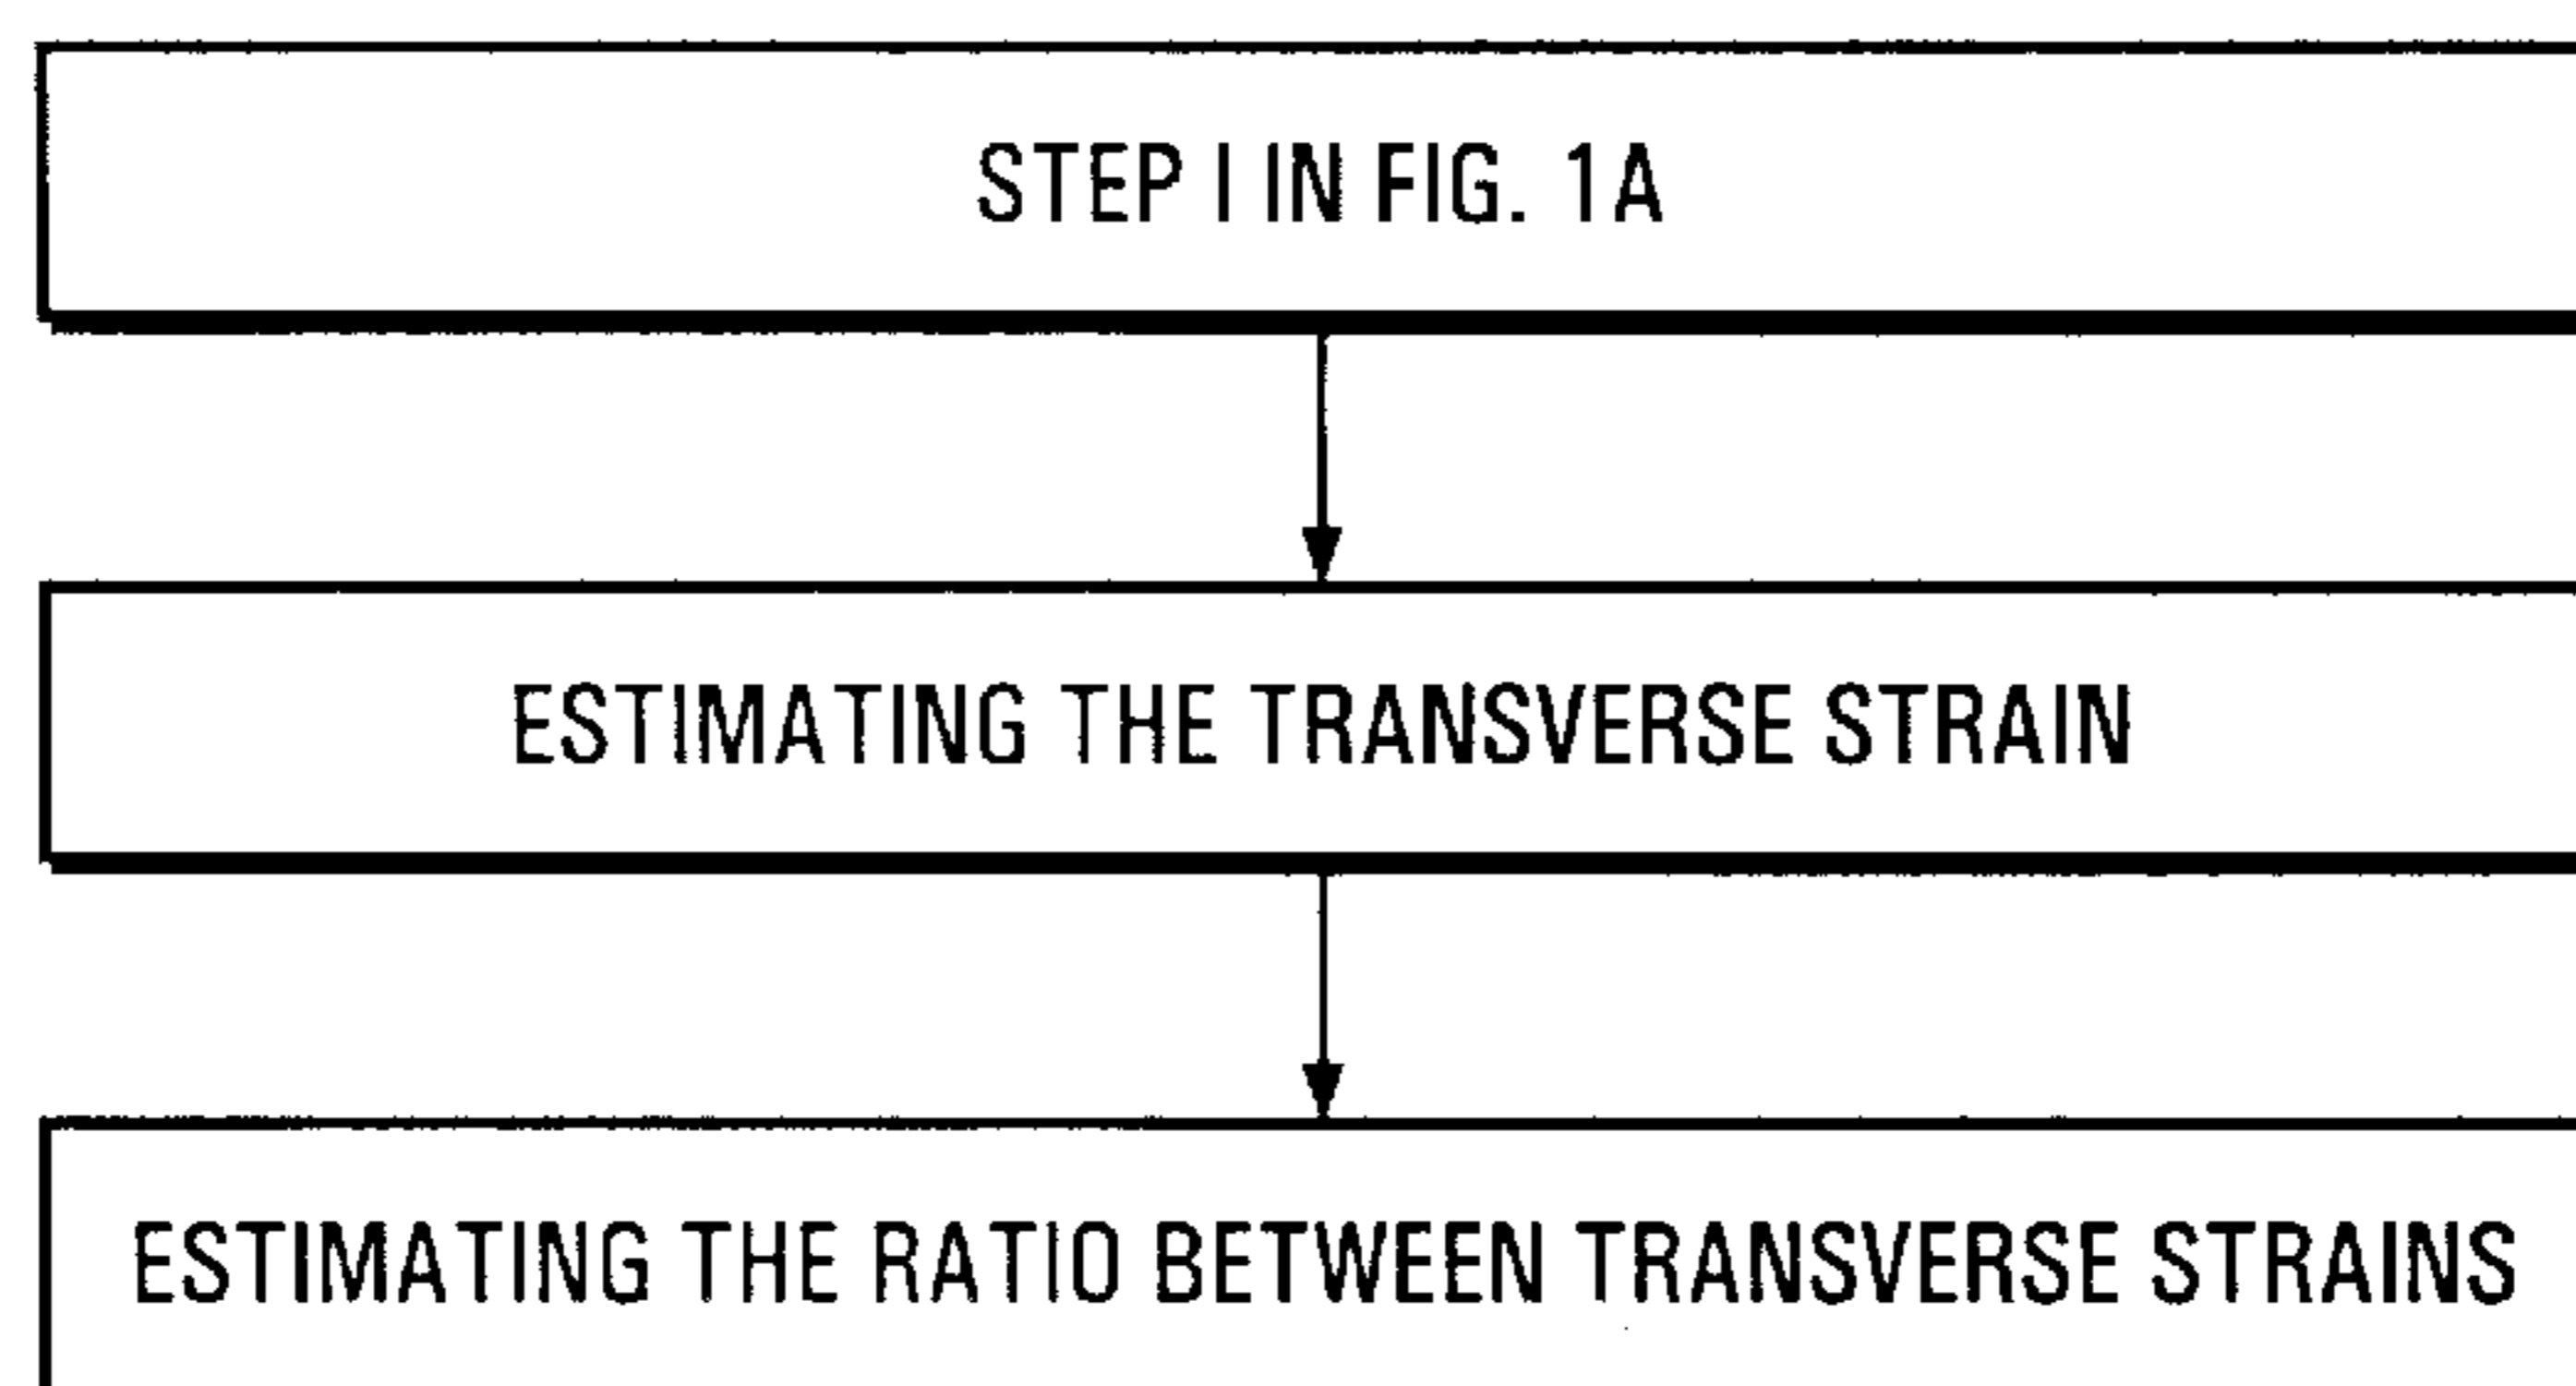 STEP I IN FIG. 1A
ESTIMATING THE TRANSVERSE STRAIN
ESTIMATING THE RATIO BETWEEN TRANSVERSE STRAINS